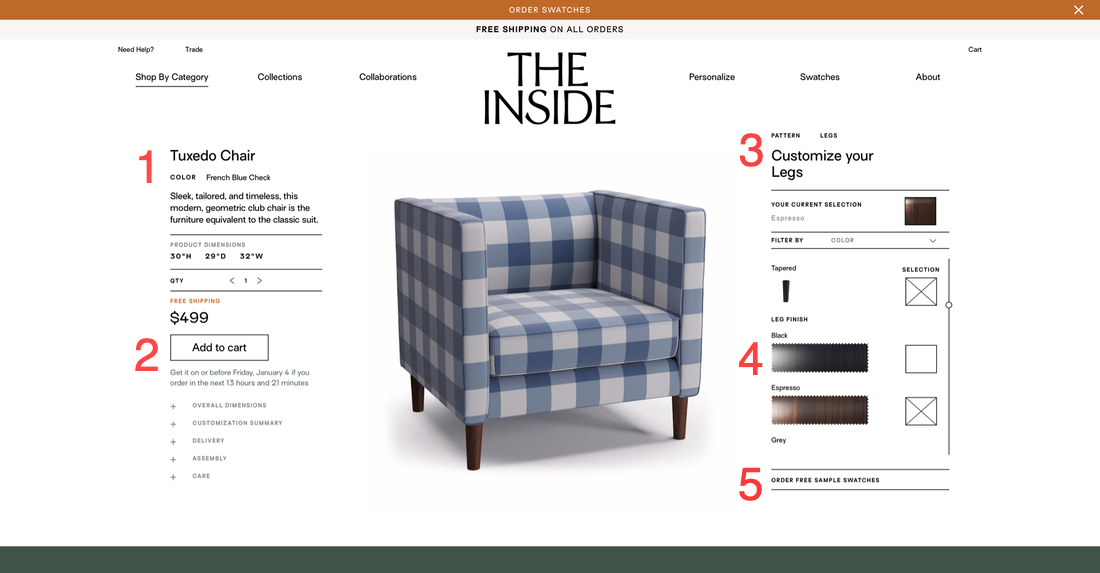 ORDER SWATCHES
FREE SHIPPING ON ALL ORDERS
Need Help? Trade
Cart
Shop By Category Collections Collaborations
THE
INSIDE
Personalize Swatches About
1
Tuxedo Chair
COLOR French Blue Check
Sleek, tailored, and timeless, this
modern, geometric club chair is the
furniture equivalent to the classic suit.
PRODUCT DIMENSIONS
30"H 29"D 32"W
QTY < 1 >
FREE SHIPPING
$499
2
Add to cart
Get it on or before Friday, January 4 if you
order in the next 13 hours and 21 minutes
+ OVERALL DIMENSIONS
+ CUSTOMIZATION SUMMARY
+ DELIVERY
+ ASSEMBLY
+ CARE
3
PATTERN LEGS
Customize your
Legs
YOUR CURRENT SELECTION
Espresso
FILTER BY COLOR
Tapered
SELECTION
LEG FINISH
Black
4
Espresso
Grey
5
ORDER FREE SAMPLE SWATCHES